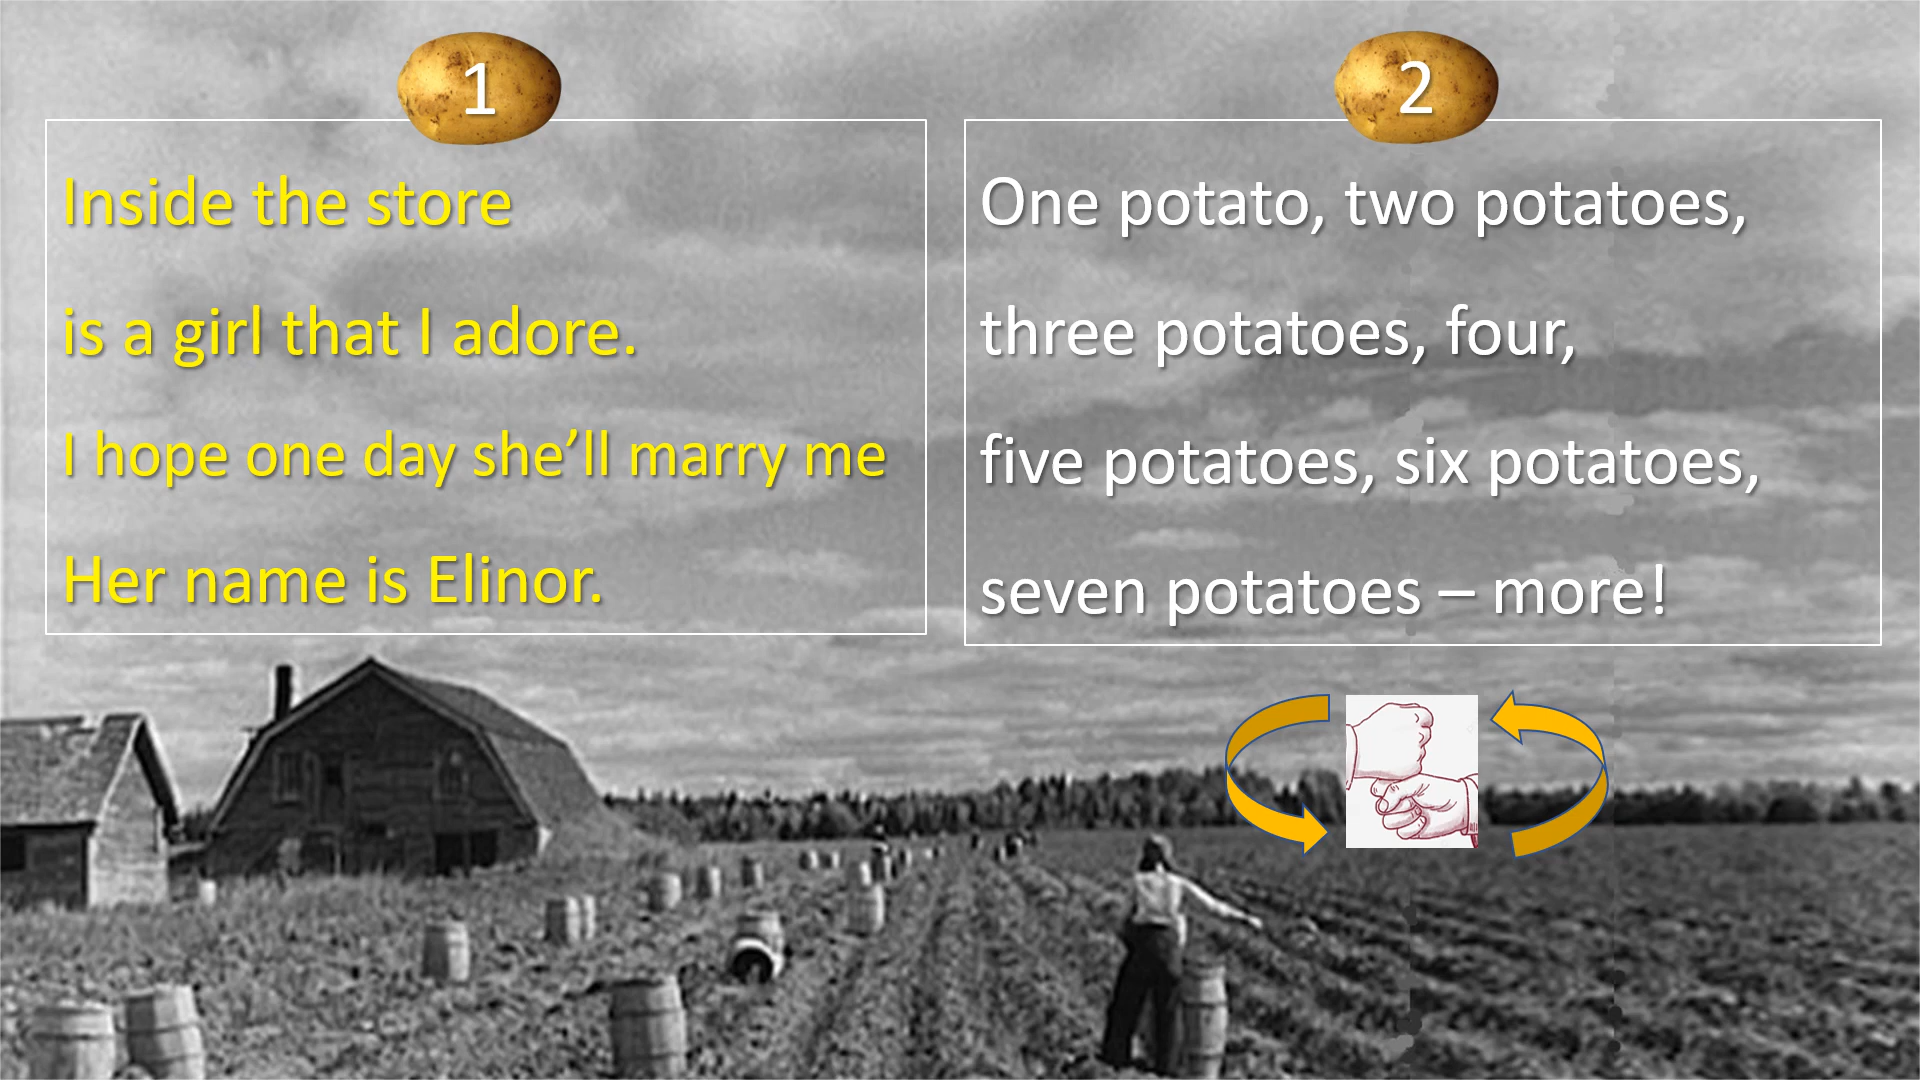 1
Inside the store
is a girl that I adore.
I hope one day she’ll marry me
Her name is Elinor.
2
One potato, two potatoes,
three potatoes, four,
five potatoes, six potatoes,
seven potatoes – more!